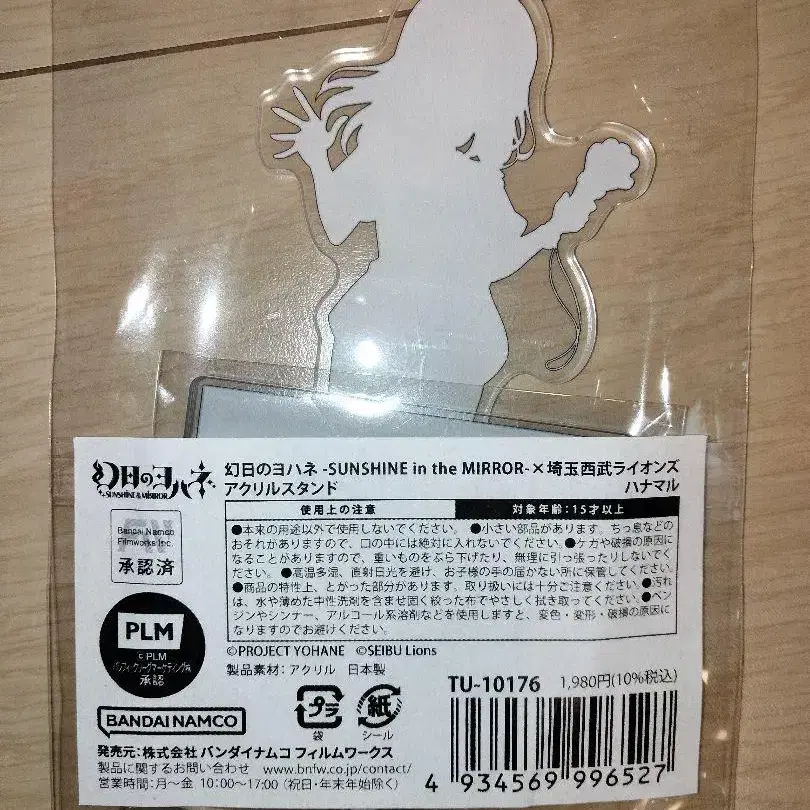 幻日のヨハネ
SUNSHINE in the MIRROR
幻日のヨハネ -SUNSHINE in the MIRROR-×埼玉西武ライオンズ
アクリルスタンド
ハナマル
Bandai Namco
Filmworks Inc.
承認済
使用上の注意
対象年齢：15才以上
●本来の用途以外で使用しないでください。 ●小さい部品があります。ちっ息などの
おそれがありますので、口の中には絶対に入れないでください。●ケガや破損の原因に
なることがありますので、重いものをぶら下げたり、無理に引っ張ったりしないでく
ださい。●高温多湿、直射日光を避け、お子様の手の届かない所に保管してください。
●商品の特性上、とがった部分があります。取り扱いには十分ご注意ください。●汚れ
は、水や薄めた中性洗剤を含ませ固く絞った布でやさしく拭き取ってください。●ベン
ジンやシンナー、アルコール系溶剤などを使用しますと、変色・変形・破損の原因に
なりますのでお避けください。
PLM
© PLM
パシフィックリーグマーケティング㈱
承認
©PROJECT YOHANE ©SEIBU Lions
製品素材：アクリル 日本製
プラ
袋
紙
シール
TU-10176
1,980円(10%税込)
BANDAI NAMCO
発売元：株式会社 バンダイナムコ フィルムワークス
製品に関するお問い合わせ www.bnfw.co.jp/contact/
営業時間：月～金 10:00～17:00（祝日・年末年始除く）
4 934569 996527